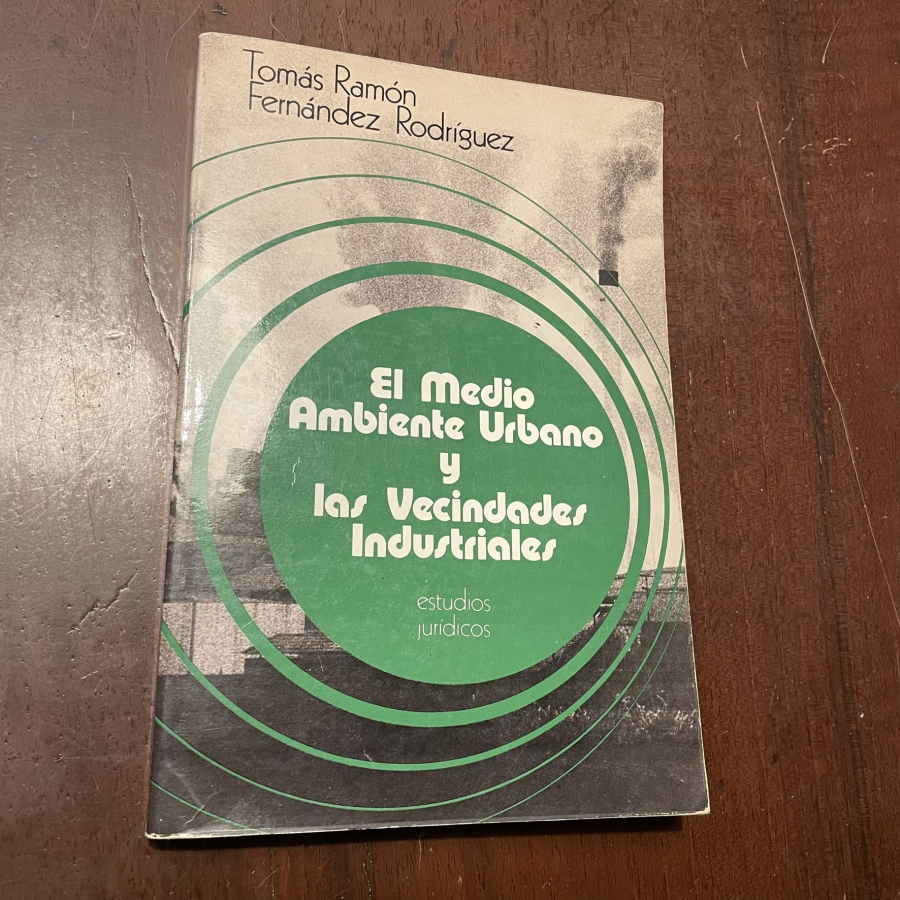 Tomás Ramón
Fernández Rodríguez
El Medio
Ambiente Urbano
y
las Vecindades
Industriales
estudios
jurídicos